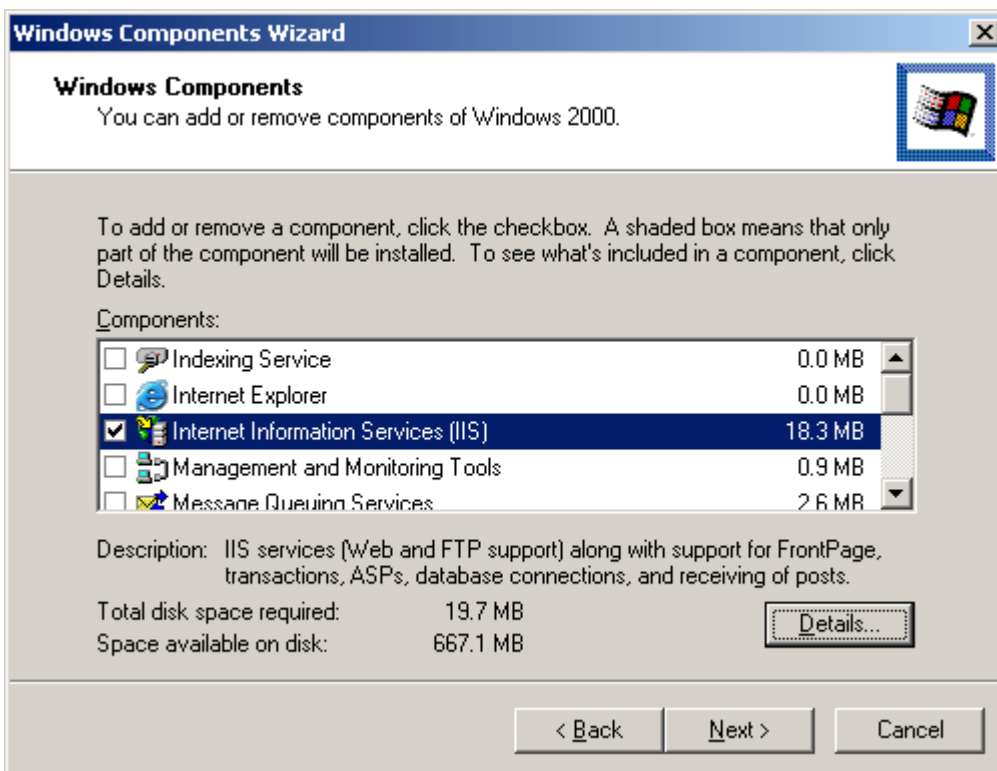 Windows Components Wizard
Windows Components
You can add or remove components of Windows 2000.
To add or remove a component, click the checkbox.  A shaded box means that only
part of the component will be installed.  To see what's included in a component, click
Details.
Components:
Indexing Service 0.0 MB
Internet Explorer 0.0 MB
Internet Information Services (IIS) 18.3 MB
Management and Monitoring Tools 0.9 MB
Message Queuing Services 2.6 MB
Description: IIS services (Web and FTP support) along with support for FrontPage,
transactions, ASPs, database connections, and receiving of posts.
Total disk space required: 19.7 MB
Space available on disk: 667.1 MB
Details...
< Back Next > Cancel